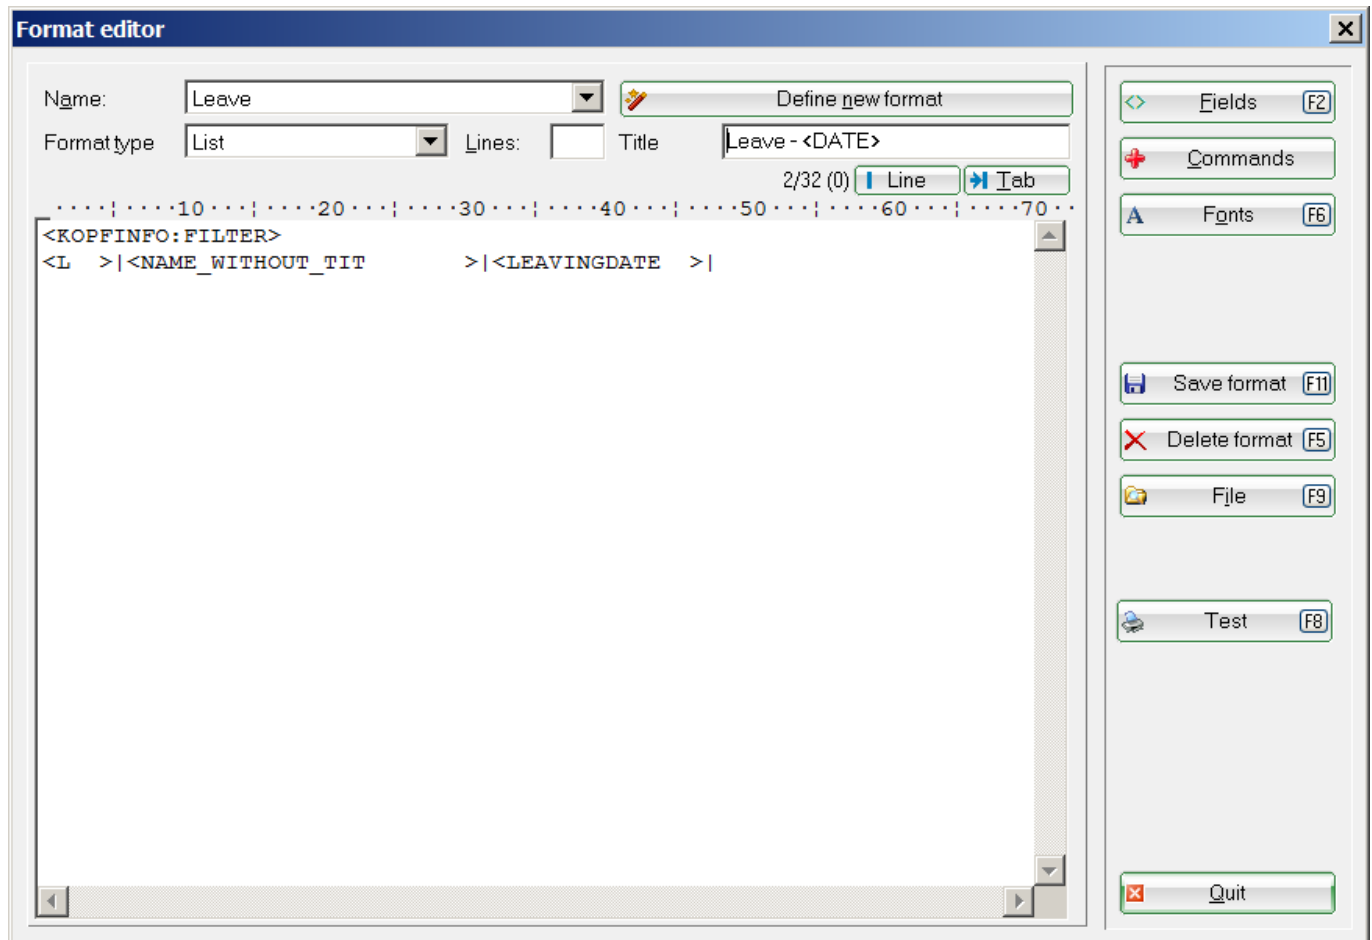 Format editor
Name: Leave Define new format
Format type List Lines: Title Leave - <DATE>
2/32 (0) Line Tab
····¦····10····¦····20···¦····30···¦····40···¦····50···¦····60···¦····70··
<KOPFINFO:FILTER>
<L  >|<NAME_WITHOUT_TIT       >|<LEAVINGDATE  >|
Fields F2
Commands
Fonts F6
Save format F11
Delete format F5
File F9
Test F8
Quit